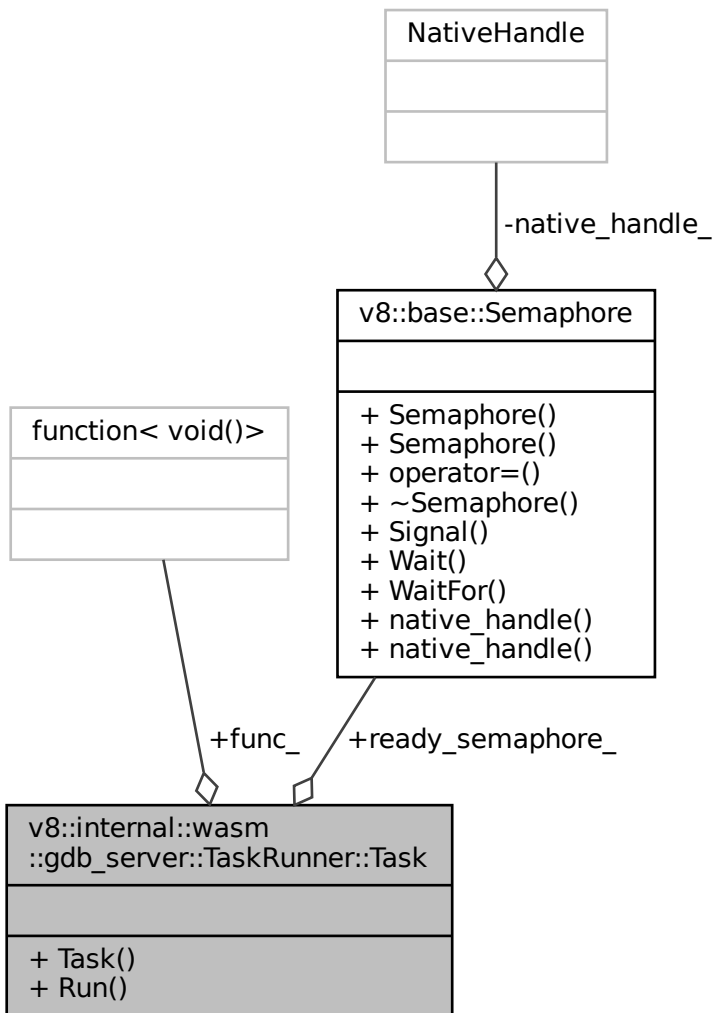 NativeHandle
-native_handle_
v8::base::Semaphore
+ Semaphore()
+ Semaphore()
+ operator=()
+ ~Semaphore()
+ Signal()
+ Wait()
+ WaitFor()
+ native_handle()
+ native_handle()
function< void()>
+func_
+ready_semaphore_
v8::internal::wasm
::gdb_server::TaskRunner::Task
+ Task()
+ Run()